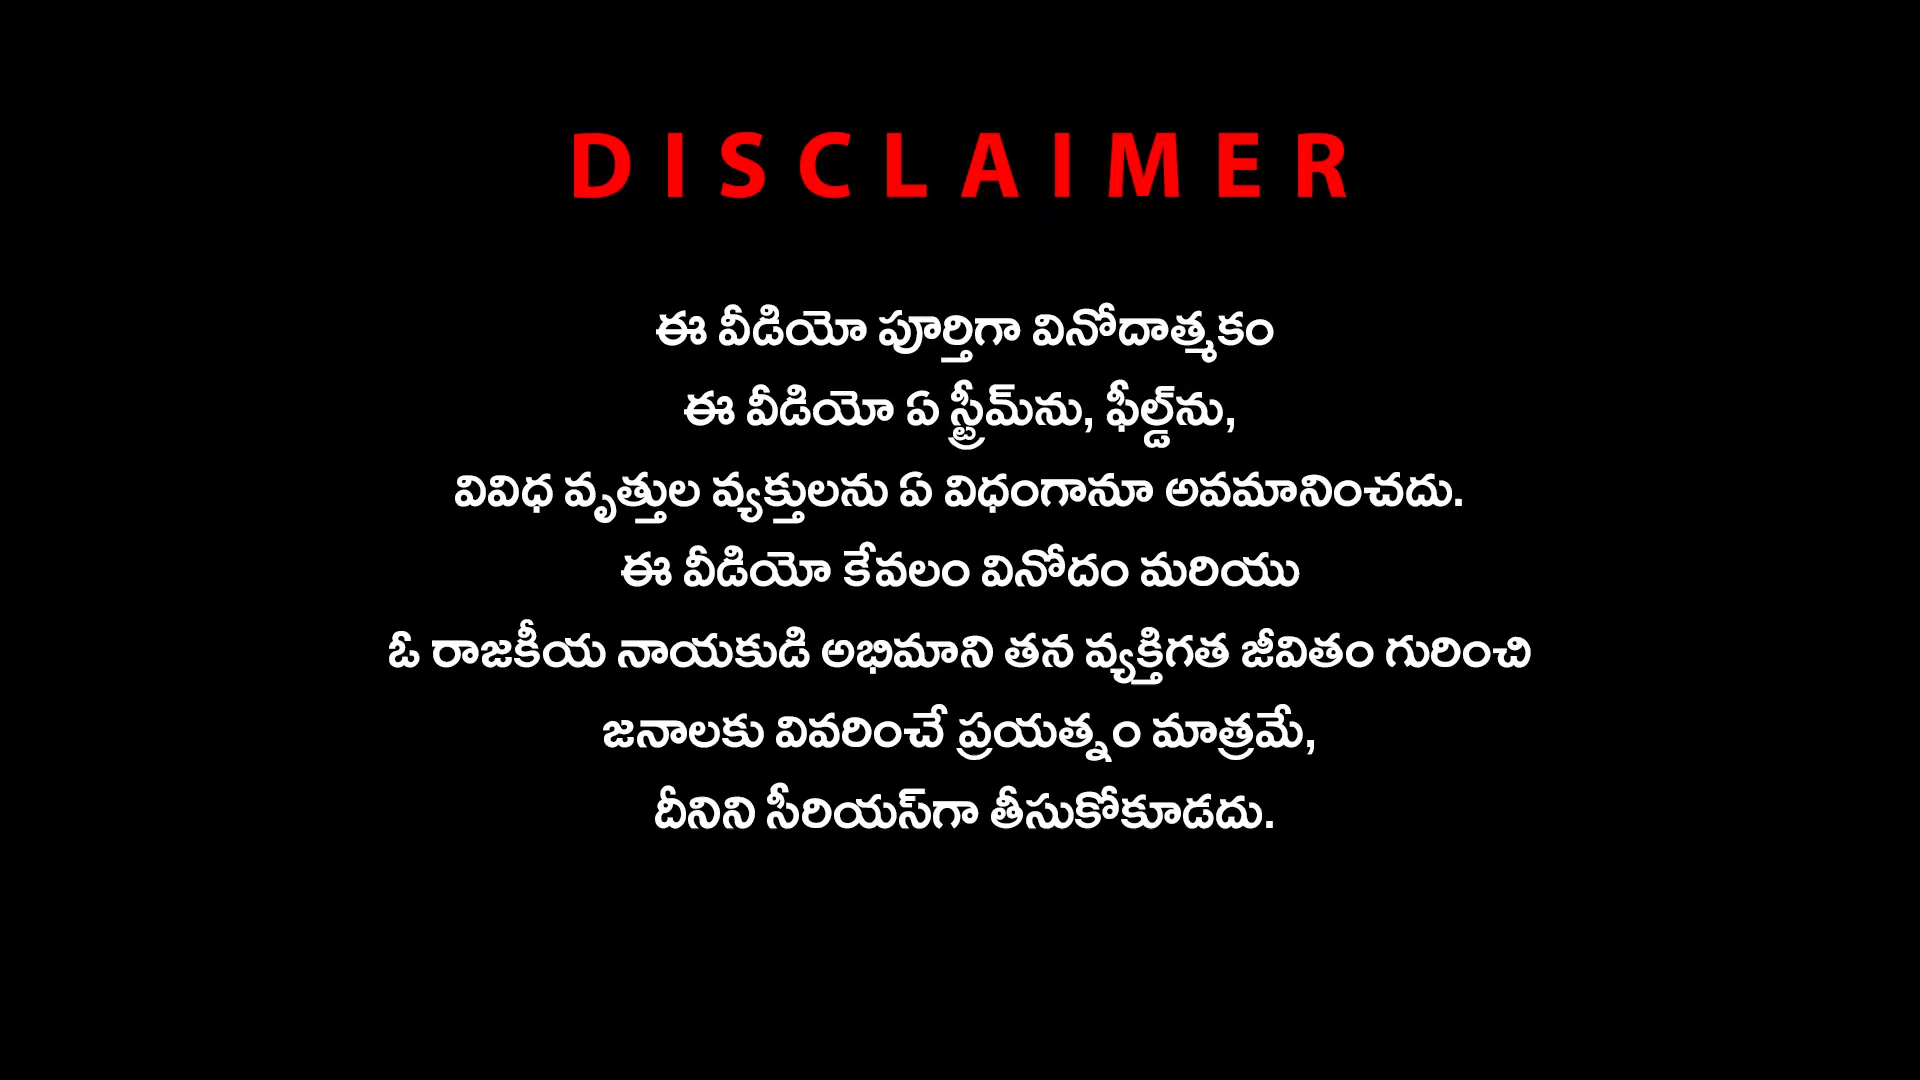 DISCLAIMER
ఈ వీడియో పూర్తిగా వినోదాత్మకం
ఈ వీడియో ఏ స్ట్రీమ్‌ను, ఫీల్డ్‌ను,
వివిధ వృత్తుల వ్యక్తులను ఏ విధంగానూ అవమానించదు.
ఈ వీడియో కేవలం వినోదం మరియు
ఓ రాజకీయ నాయకుడి అభిమాని తన వ్యక్తిగత జీవితం గురించి
జనాలకు వివరించే ప్రయత్నం మాత్రమే,
దీనిని సీరియస్‌గా తీసుకోకూడదు.